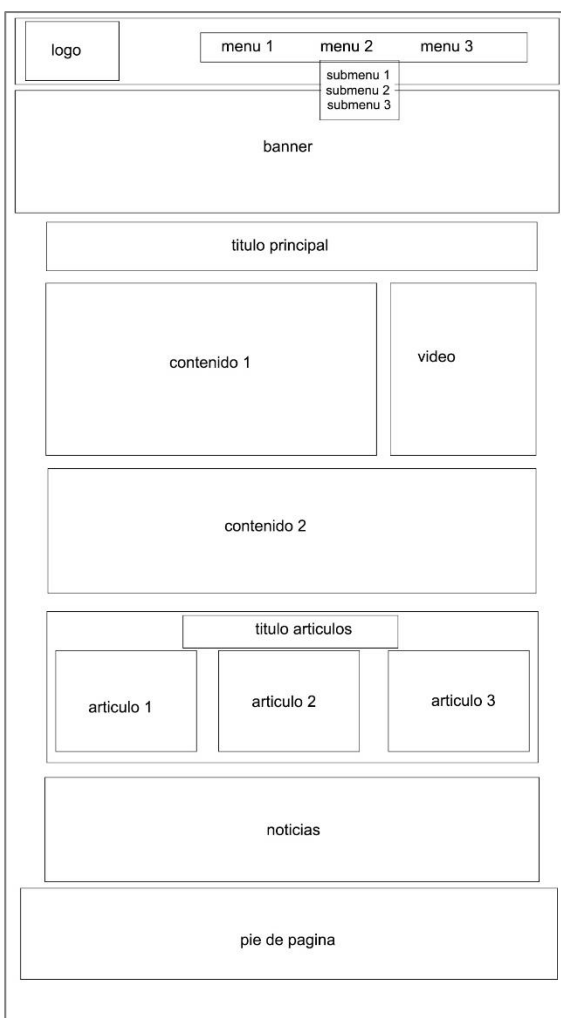 logo
menu 1 menu 2 menu 3
submenu 1
submenu 2
submenu 3
banner
titulo principal
contenido 1
video
contenido 2
titulo articulos
articulo 1
articulo 2
articulo 3
noticias
pie de pagina